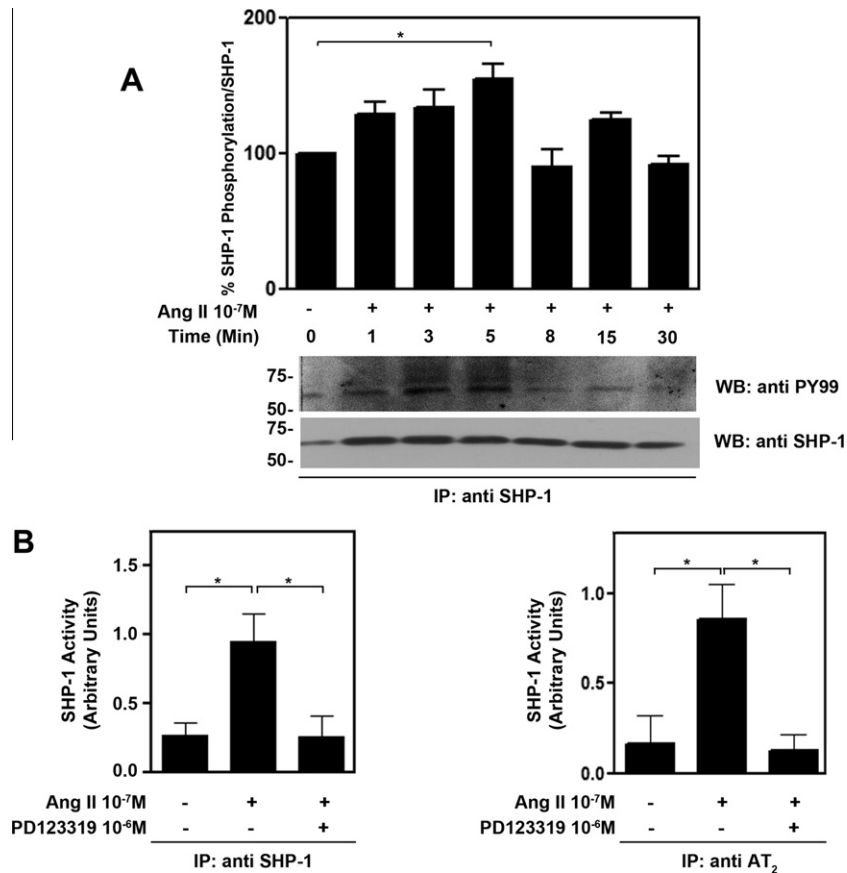 A
% SHP-1 Phosphorylation/SHP-1
200
*
100
0
Ang II 10⁻⁷M - + + + + + +
Time (Min) 0 1 3 5 8 15 30
75-
50-
WB: anti PY99
75-
50-
WB: anti SHP-1
IP: anti SHP-1
B
SHP-1 Activity
(Arbitrary Units)
1.5
1.0
0.5
0.0
* *
Ang II 10⁻⁷M - + +
PD123319 10⁻⁶M - - +
IP: anti SHP-1
SHP-1 Activity
(Arbitrary Units)
1.0
0.5
0.0
* *
Ang II 10⁻⁷M - + +
PD123319 10⁻⁶M - - +
IP: anti AT₂